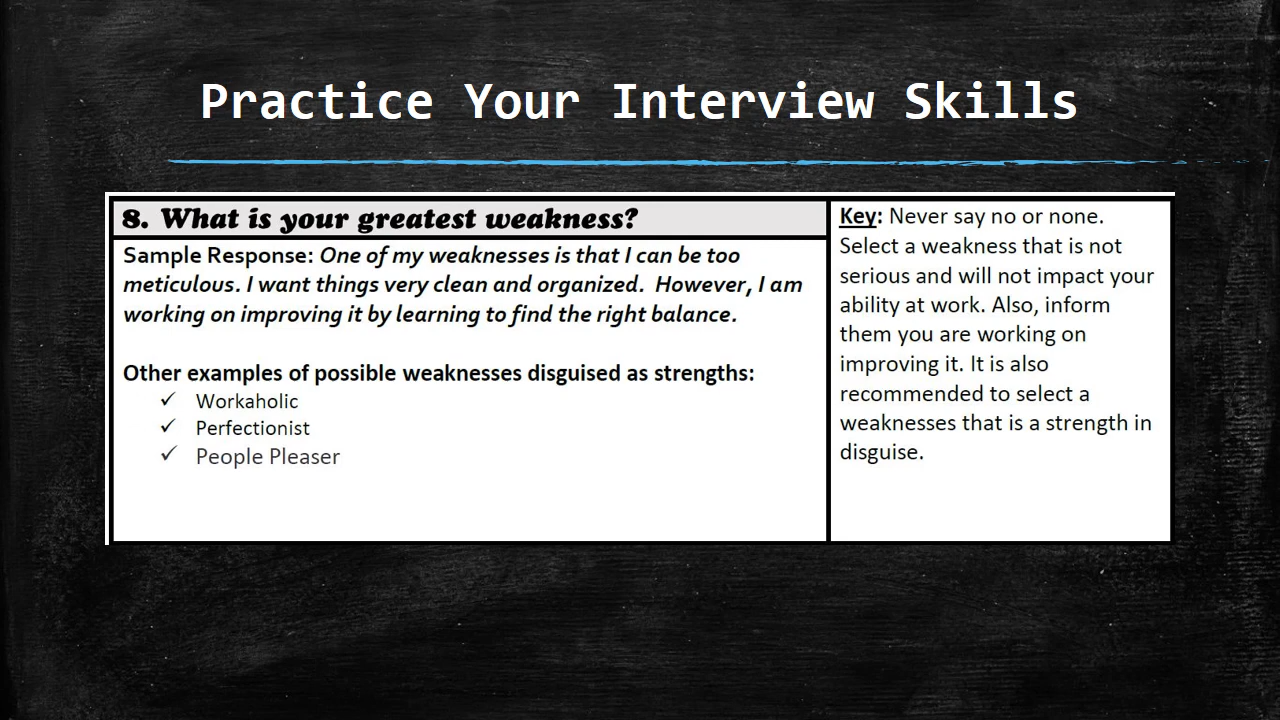 Practice Your Interview Skills
8. What is your greatest weakness?
Sample Response: One of my weaknesses is that I can be too
meticulous. I want things very clean and organized.  However, I am
working on improving it by learning to find the right balance.
Other examples of possible weaknesses disguised as strengths:
✓ Workaholic
✓ Perfectionist
✓ People Pleaser
Key: Never say no or none.
Select a weakness that is not
serious and will not impact your
ability at work. Also, inform
them you are working on
improving it. It is also
recommended to select a
weaknesses that is a strength in
disguise.